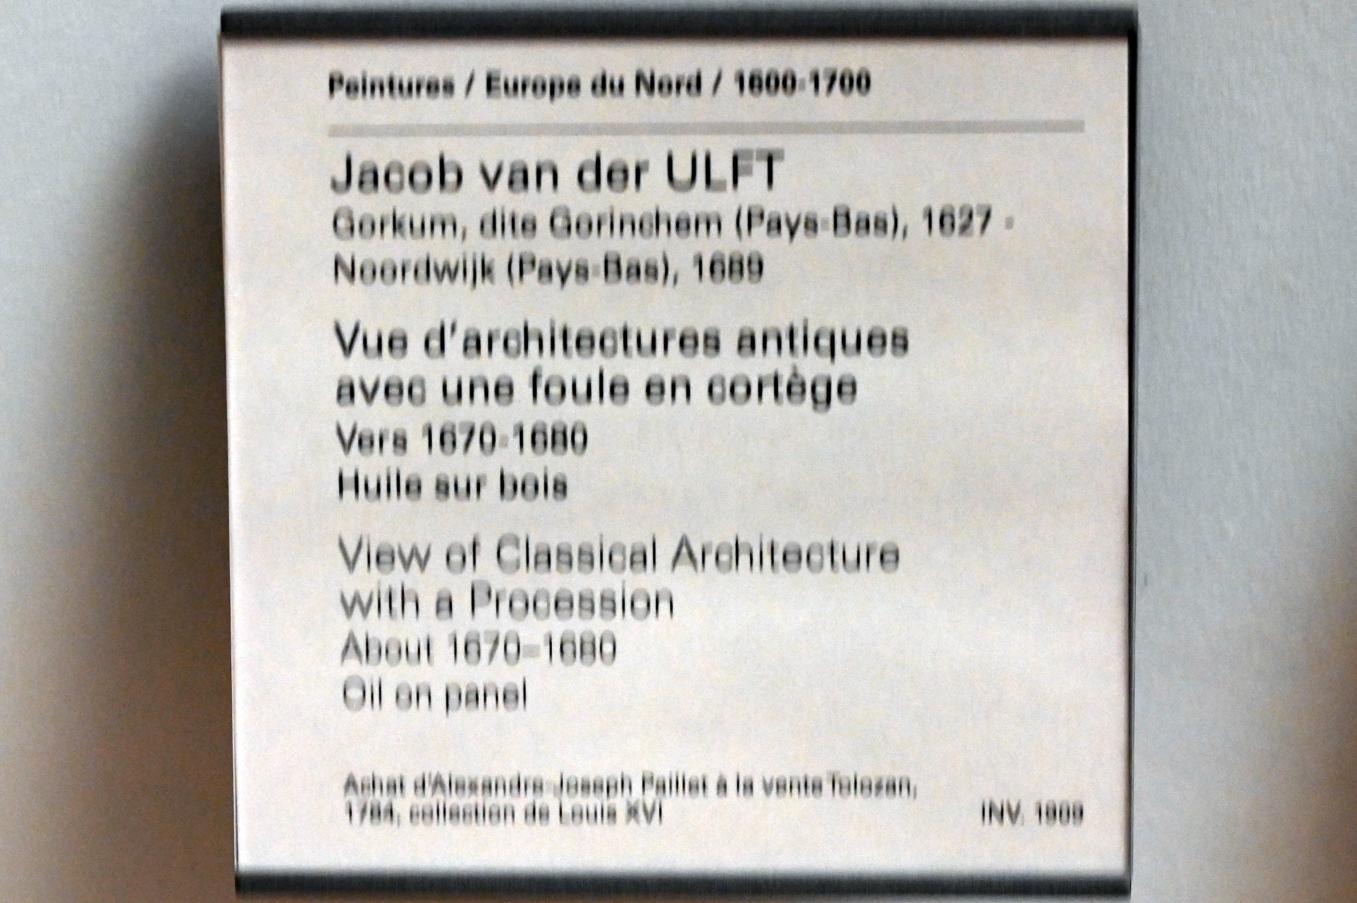 Peintures / Europe du Nord / 1600-1700
Jacob van der ULFT
Gorkum, dite Gorinchem (Pays-Bas), 1627 -
Noordwijk (Pays-Bas), 1689
Vue d'architectures antiques
avec une foule en cortège
Vers 1670-1680
Huile sur bois
View of Classical Architecture
with a Procession
About 1670-1680
Oil on panel
Achat d'Alexandre-Joseph Paillet à la vente Tolozan,
collection de Louis XVI
INV.